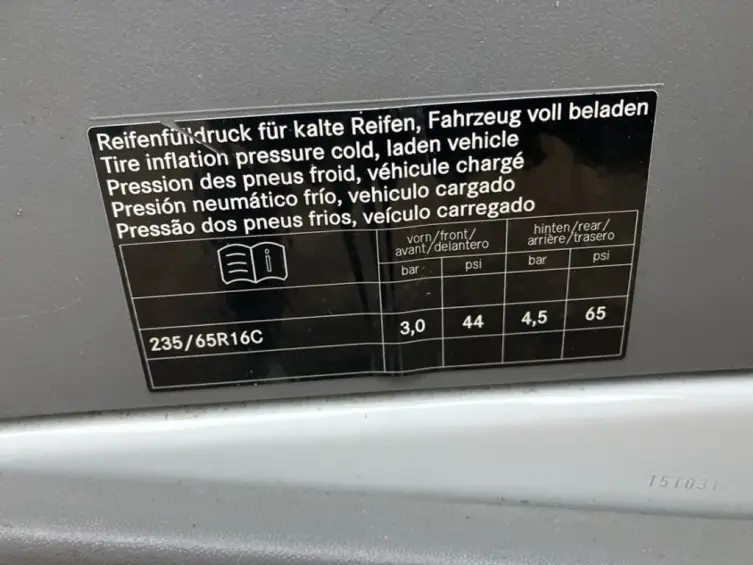 Reifenfülldruck für kalte Reifen, Fahrzeug voll beladen
Tire inflation pressure cold, laden vehicle
Pression des pneus froid, véhicule chargé
Presión neumático frío, vehiculo cargado
Pressão dos pneus frios, veículo carregado
vorn/front/ hinten/rear/
avant/delantero arrière/trasero
bar psi bar psi
235/65R16C 3,0 44 4,5 65